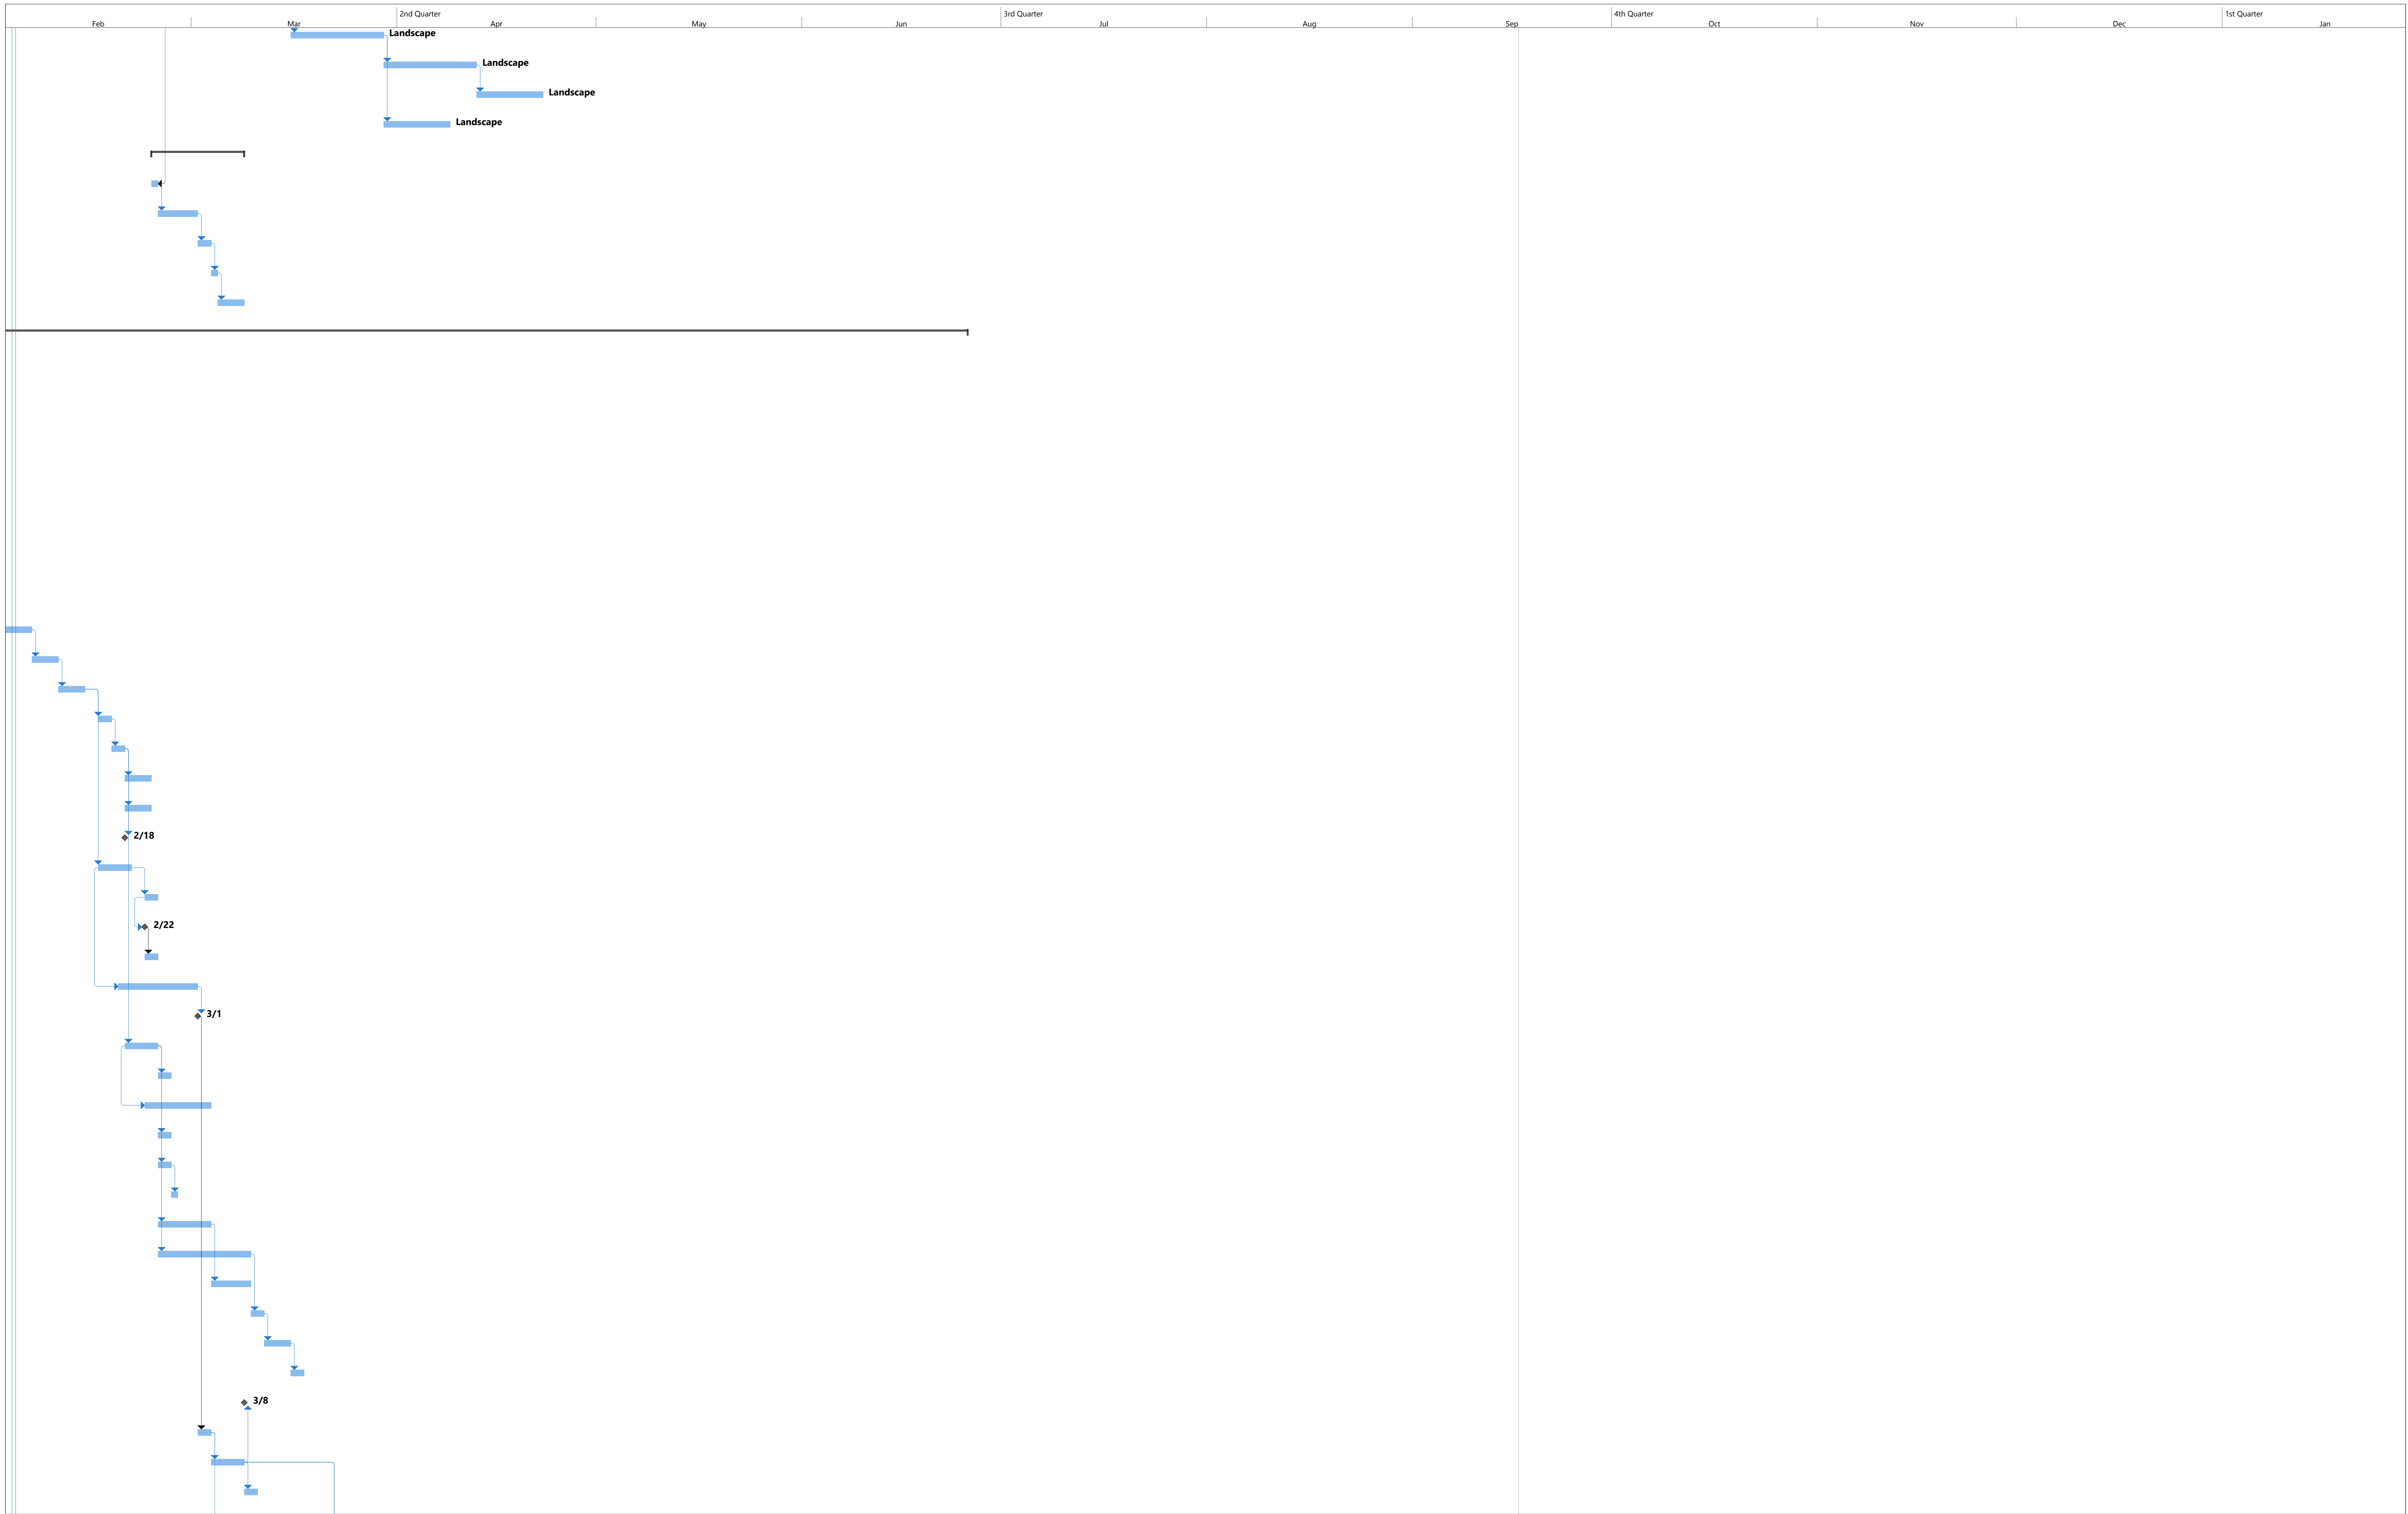 2nd Quarter 3rd Quarter 4th Quarter 1st Quarter
Feb Mar Apr May Jun Jul Aug Sep Oct Nov Dec Jan
Landscape
Landscape
Landscape
Landscape
2/18
2/22
3/1
3/8